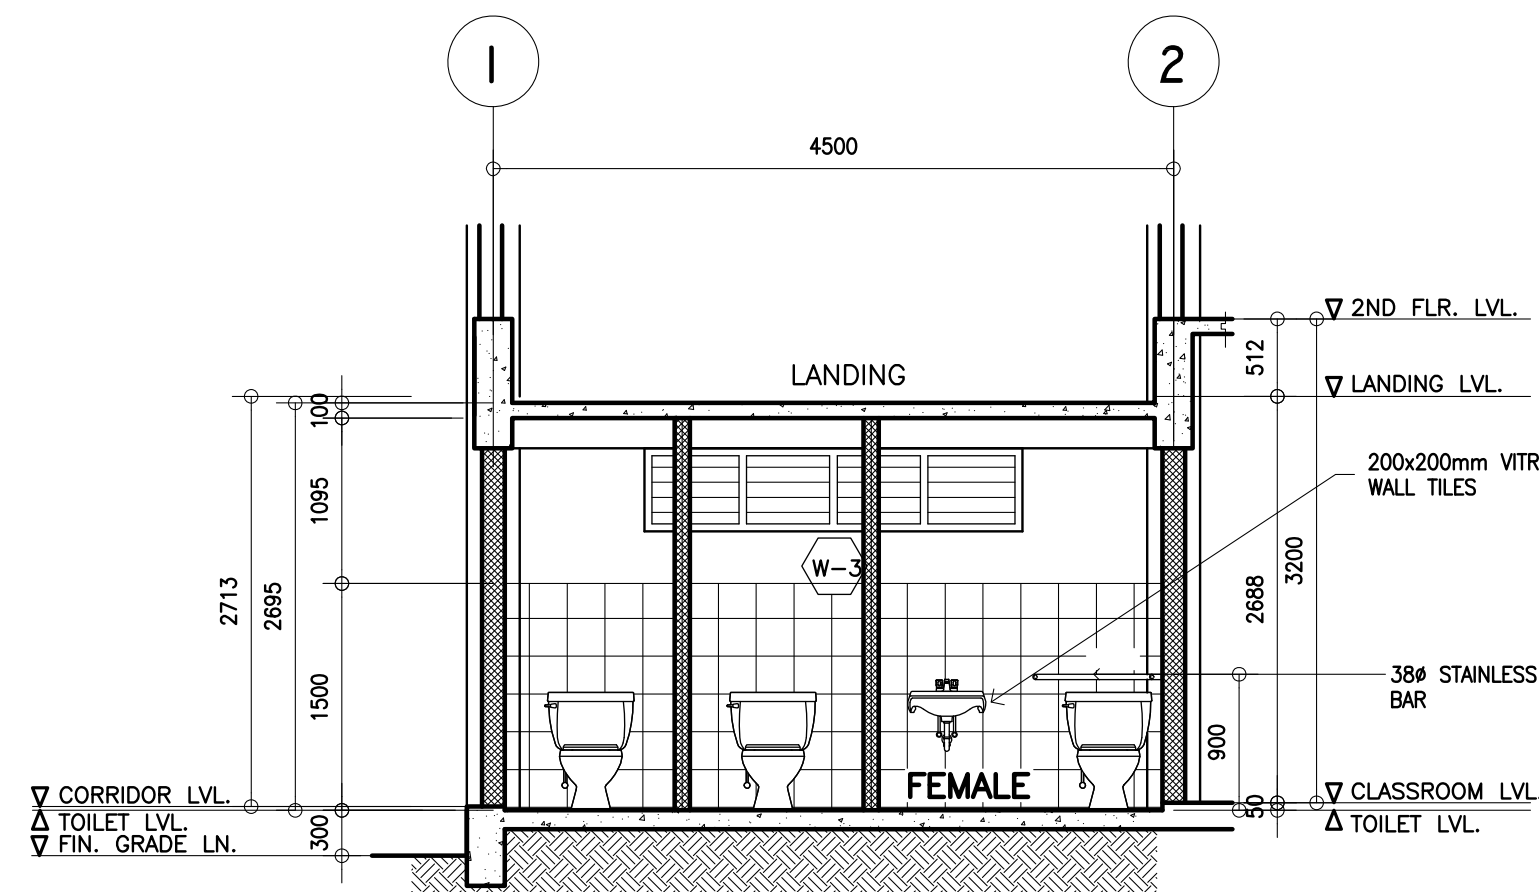 1
2
4500
2ND FLR. LVL.
512
LANDING
LANDING LVL.
100
200x200mm VITR
WALL TILES
1095
W-3
3200
2713
2695
2688
38ø STAINLESS
BAR
1500
900
FEMALE
CORRIDOR LVL.
CLASSROOM LVL.
50
TOILET LVL.
TOILET LVL.
300
FIN. GRADE LN.